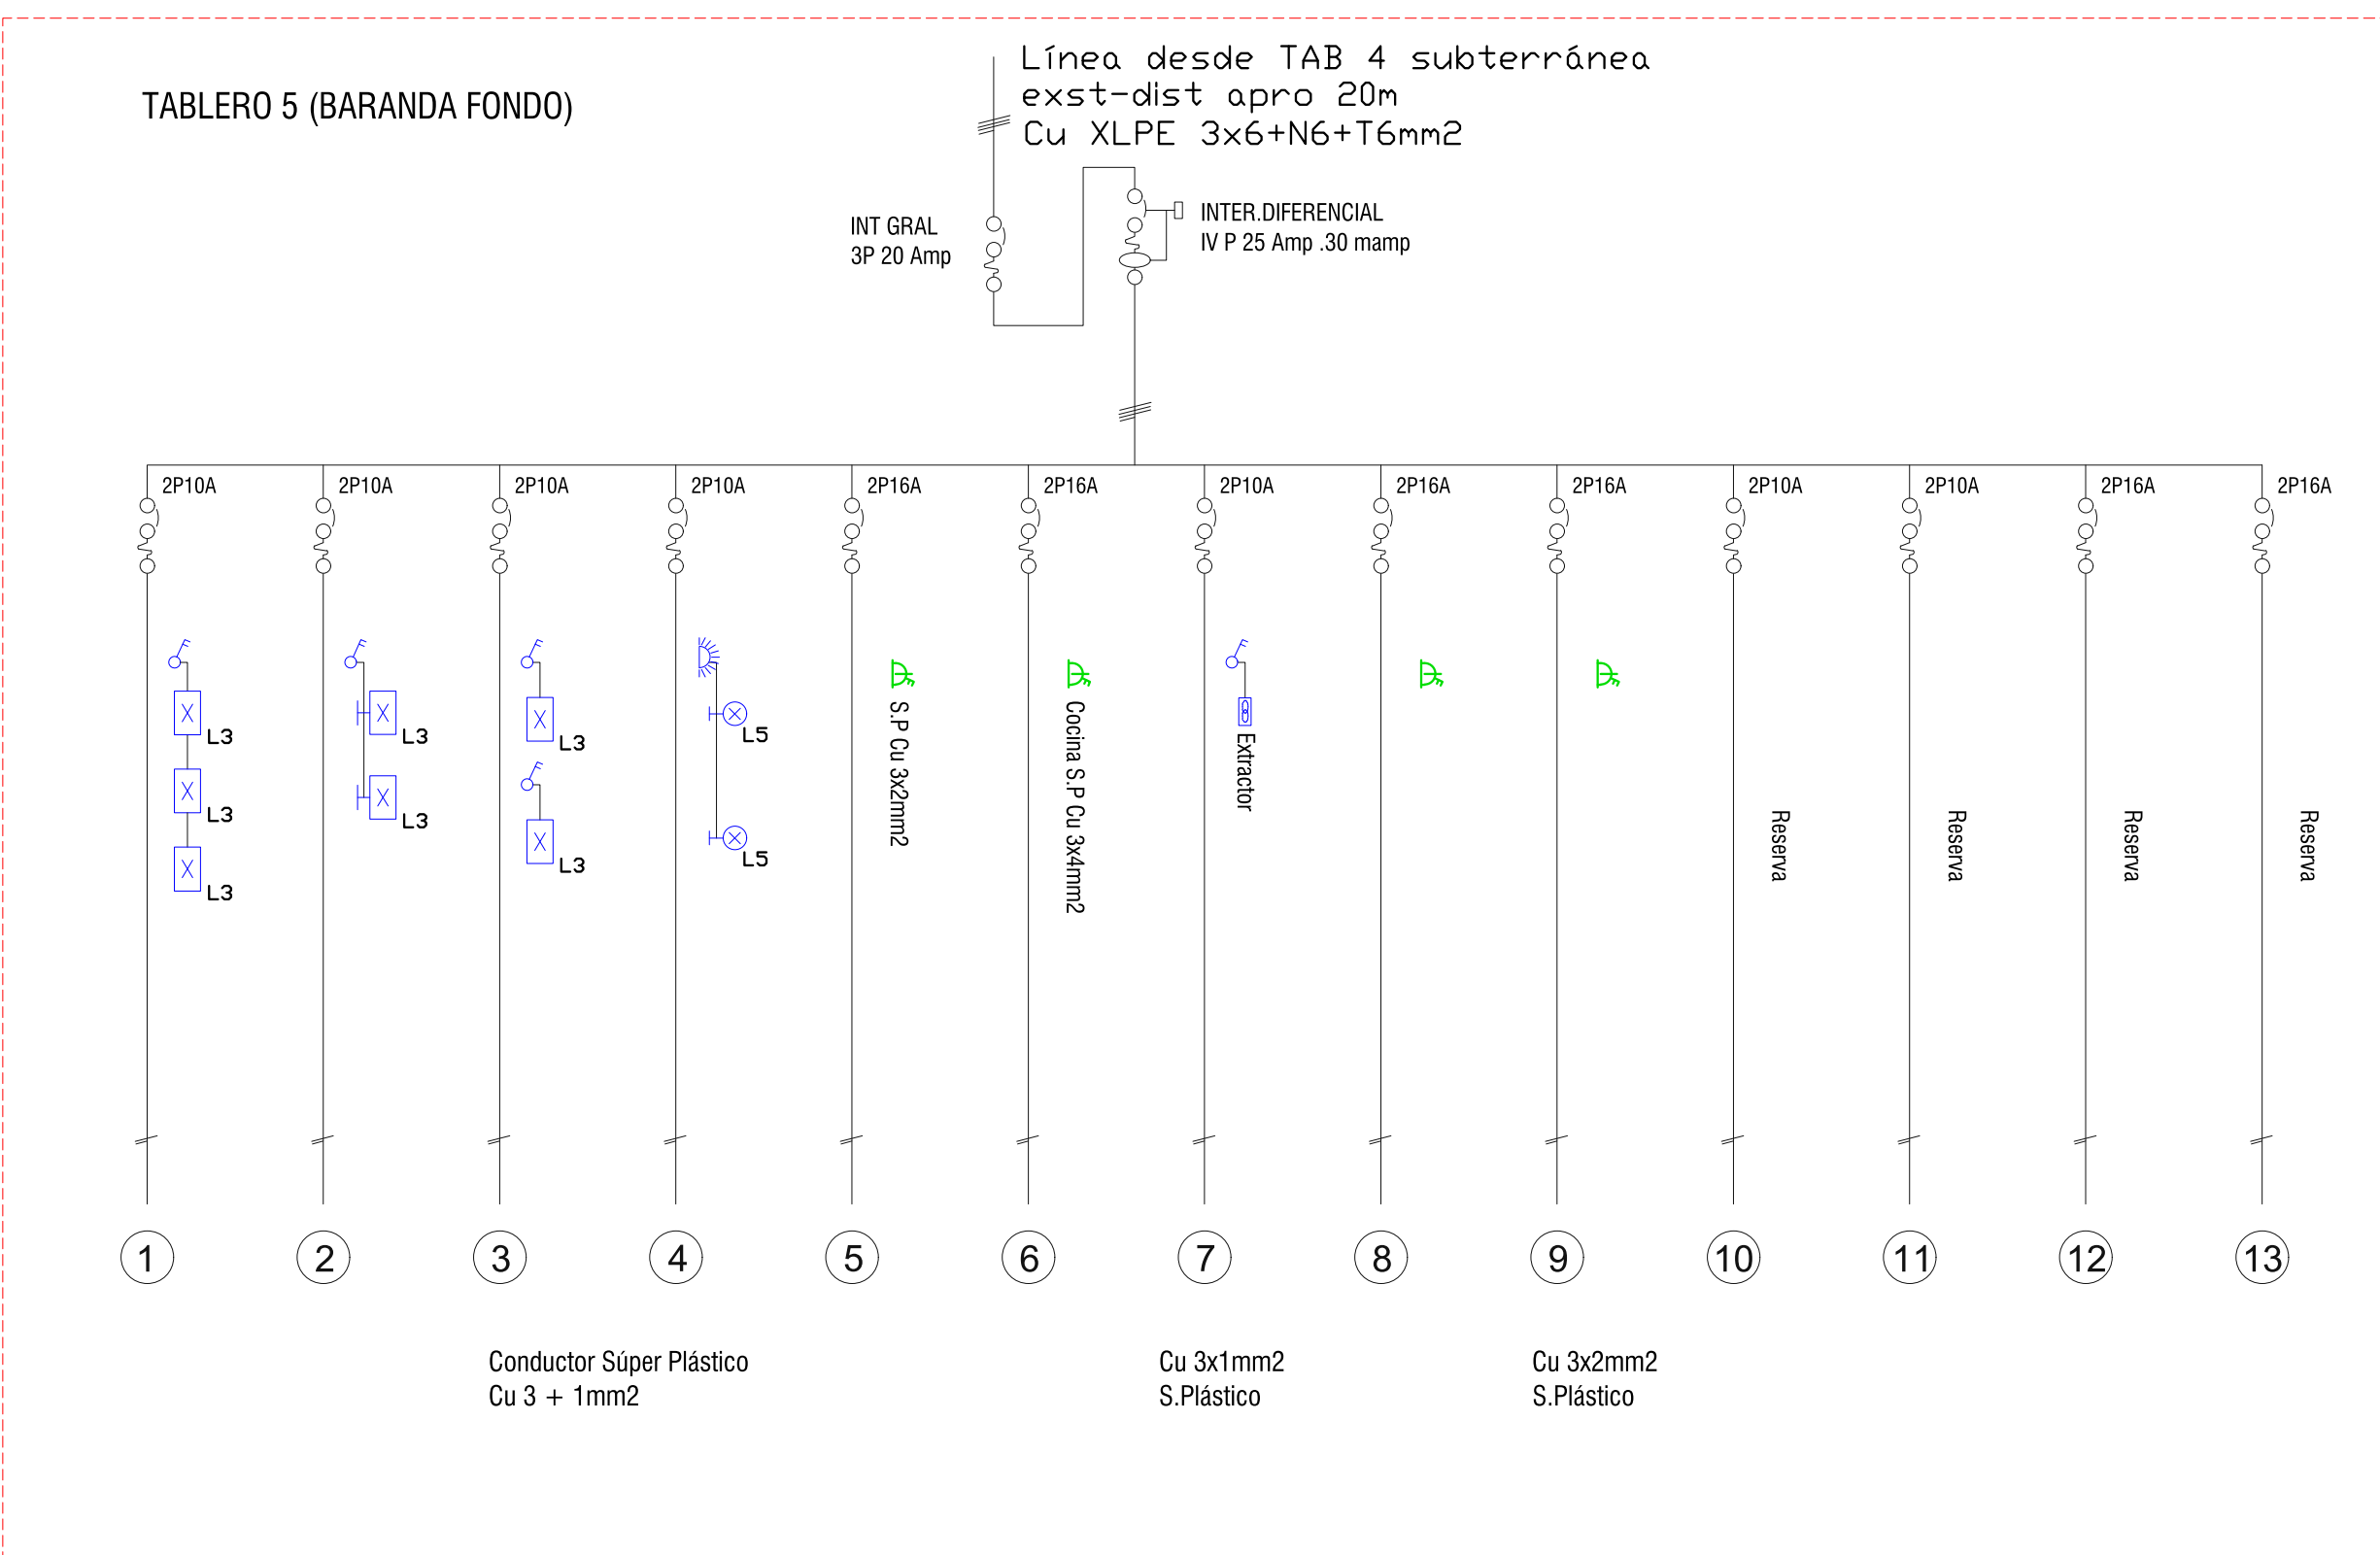 Línea desde TAB 4 subterránea
exst-dist apro 20m
Cu XLPE 3x6+N6+T6mm2
TABLERO 5 (BARANDA FONDO)
INT GRAL
3P 20 Amp
INTER.DIFERENCIAL
IV P 25 Amp .30 mamp
2P10A
2P10A
2P10A
2P10A
2P16A
2P16A
2P10A
2P16A
2P16A
2P10A
2P10A
2P16A
2P16A
L3
L3
L3
L3
L3
L3
L3
L5
L5
S.P Cu 3x2mm2
Cocina S.P Cu 3x4mm2
Extractor
Reserva
Reserva
Reserva
Reserva
1
2
3
4
5
6
7
8
9
10
11
12
13
Conductor Súper Plástico
Cu 3 + 1mm2
Cu 3x1mm2
S.Plástico
Cu 3x2mm2
S.Plástico